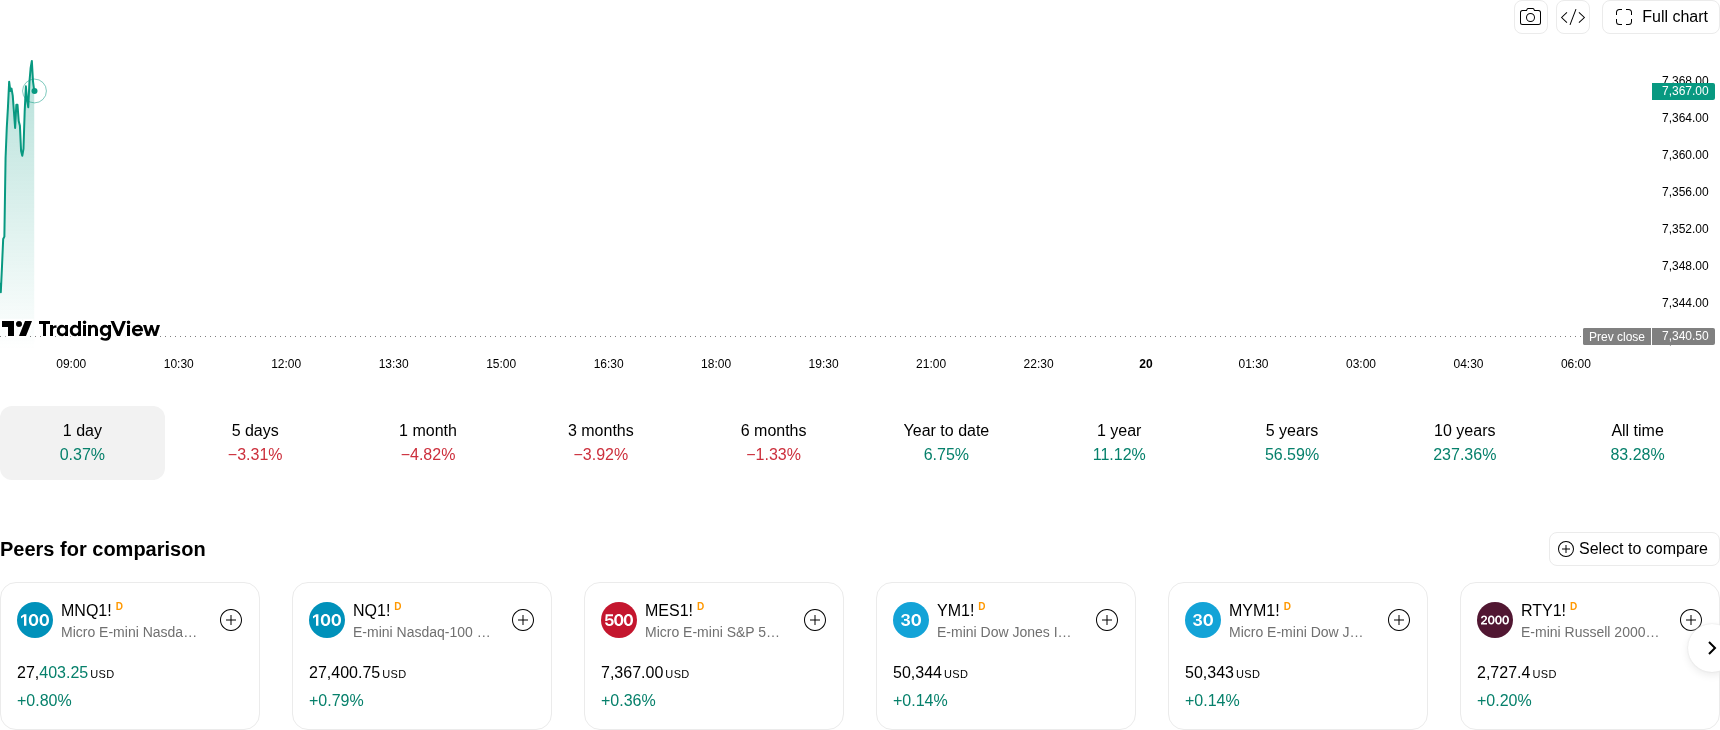 Full chart
7,368.00
7,367.00
7,364.00
7,360.00
7,356.00
7,352.00
7,348.00
7,344.00
TradingView
Prev close 7,340.50
09:00 10:30 12:00 13:30 15:00 16:30 18:00 19:30 21:00 22:30 20 01:30 03:00 04:30 06:00
1 day 5 days 1 month 3 months 6 months Year to date 1 year 5 years 10 years All time
0.37% −3.31% −4.82% −3.92% −1.33% 6.75% 11.12% 56.59% 237.36% 83.28%
Peers for comparison
Select to compare
100 MNQ1! D
Micro E-mini Nasda…
27,403.25 USD
+0.80%
100 NQ1! D
E-mini Nasdaq-100 …
27,400.75 USD
+0.79%
500 MES1! D
Micro E-mini S&P 5…
7,367.00 USD
+0.36%
30 YM1! D
E-mini Dow Jones I…
50,344 USD
+0.14%
30 MYM1! D
Micro E-mini Dow J…
50,343 USD
+0.14%
2000 RTY1! D
E-mini Russell 2000…
2,727.4 USD
+0.20%